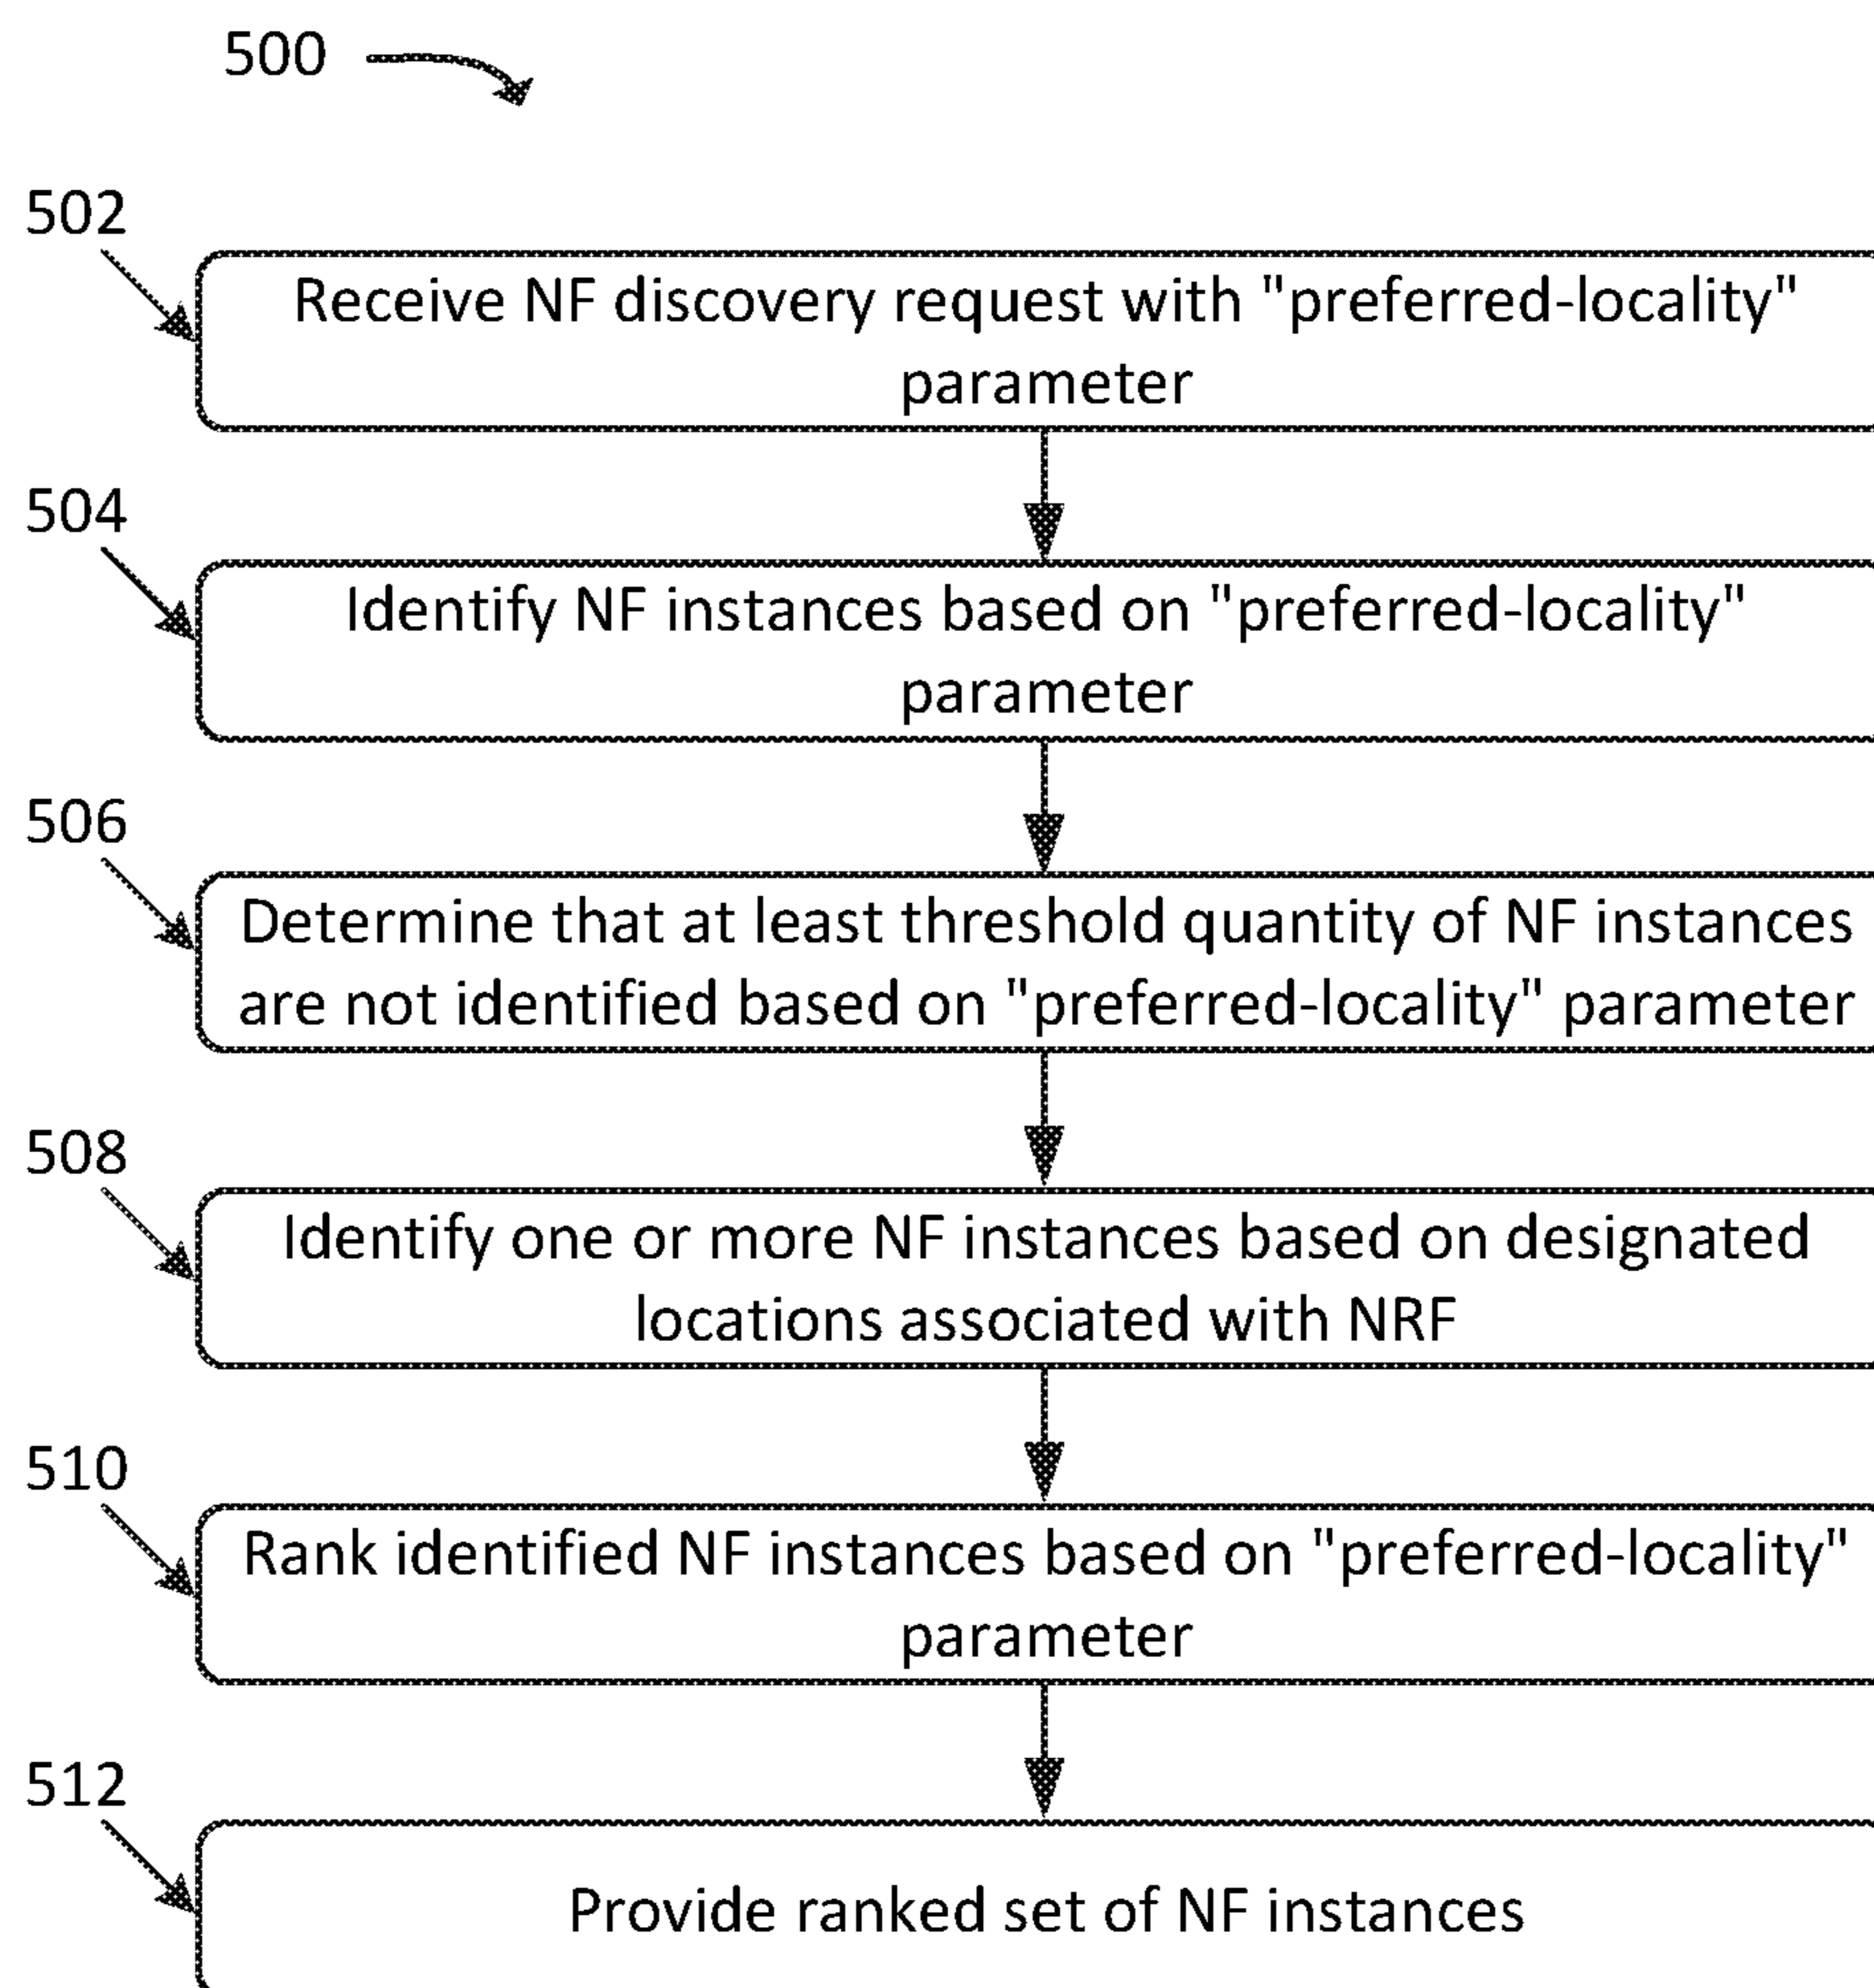 500
502
Receive NF discovery request with "preferred-locality"
parameter
504
Identify NF instances based on "preferred-locality"
parameter
506
Determine that at least threshold quantity of NF instances
are not identified based on "preferred-locality" parameter
508
Identify one or more NF instances based on designated
locations associated with NRF
510
Rank identified NF instances based on "preferred-locality"
parameter
512
Provide ranked set of NF instances